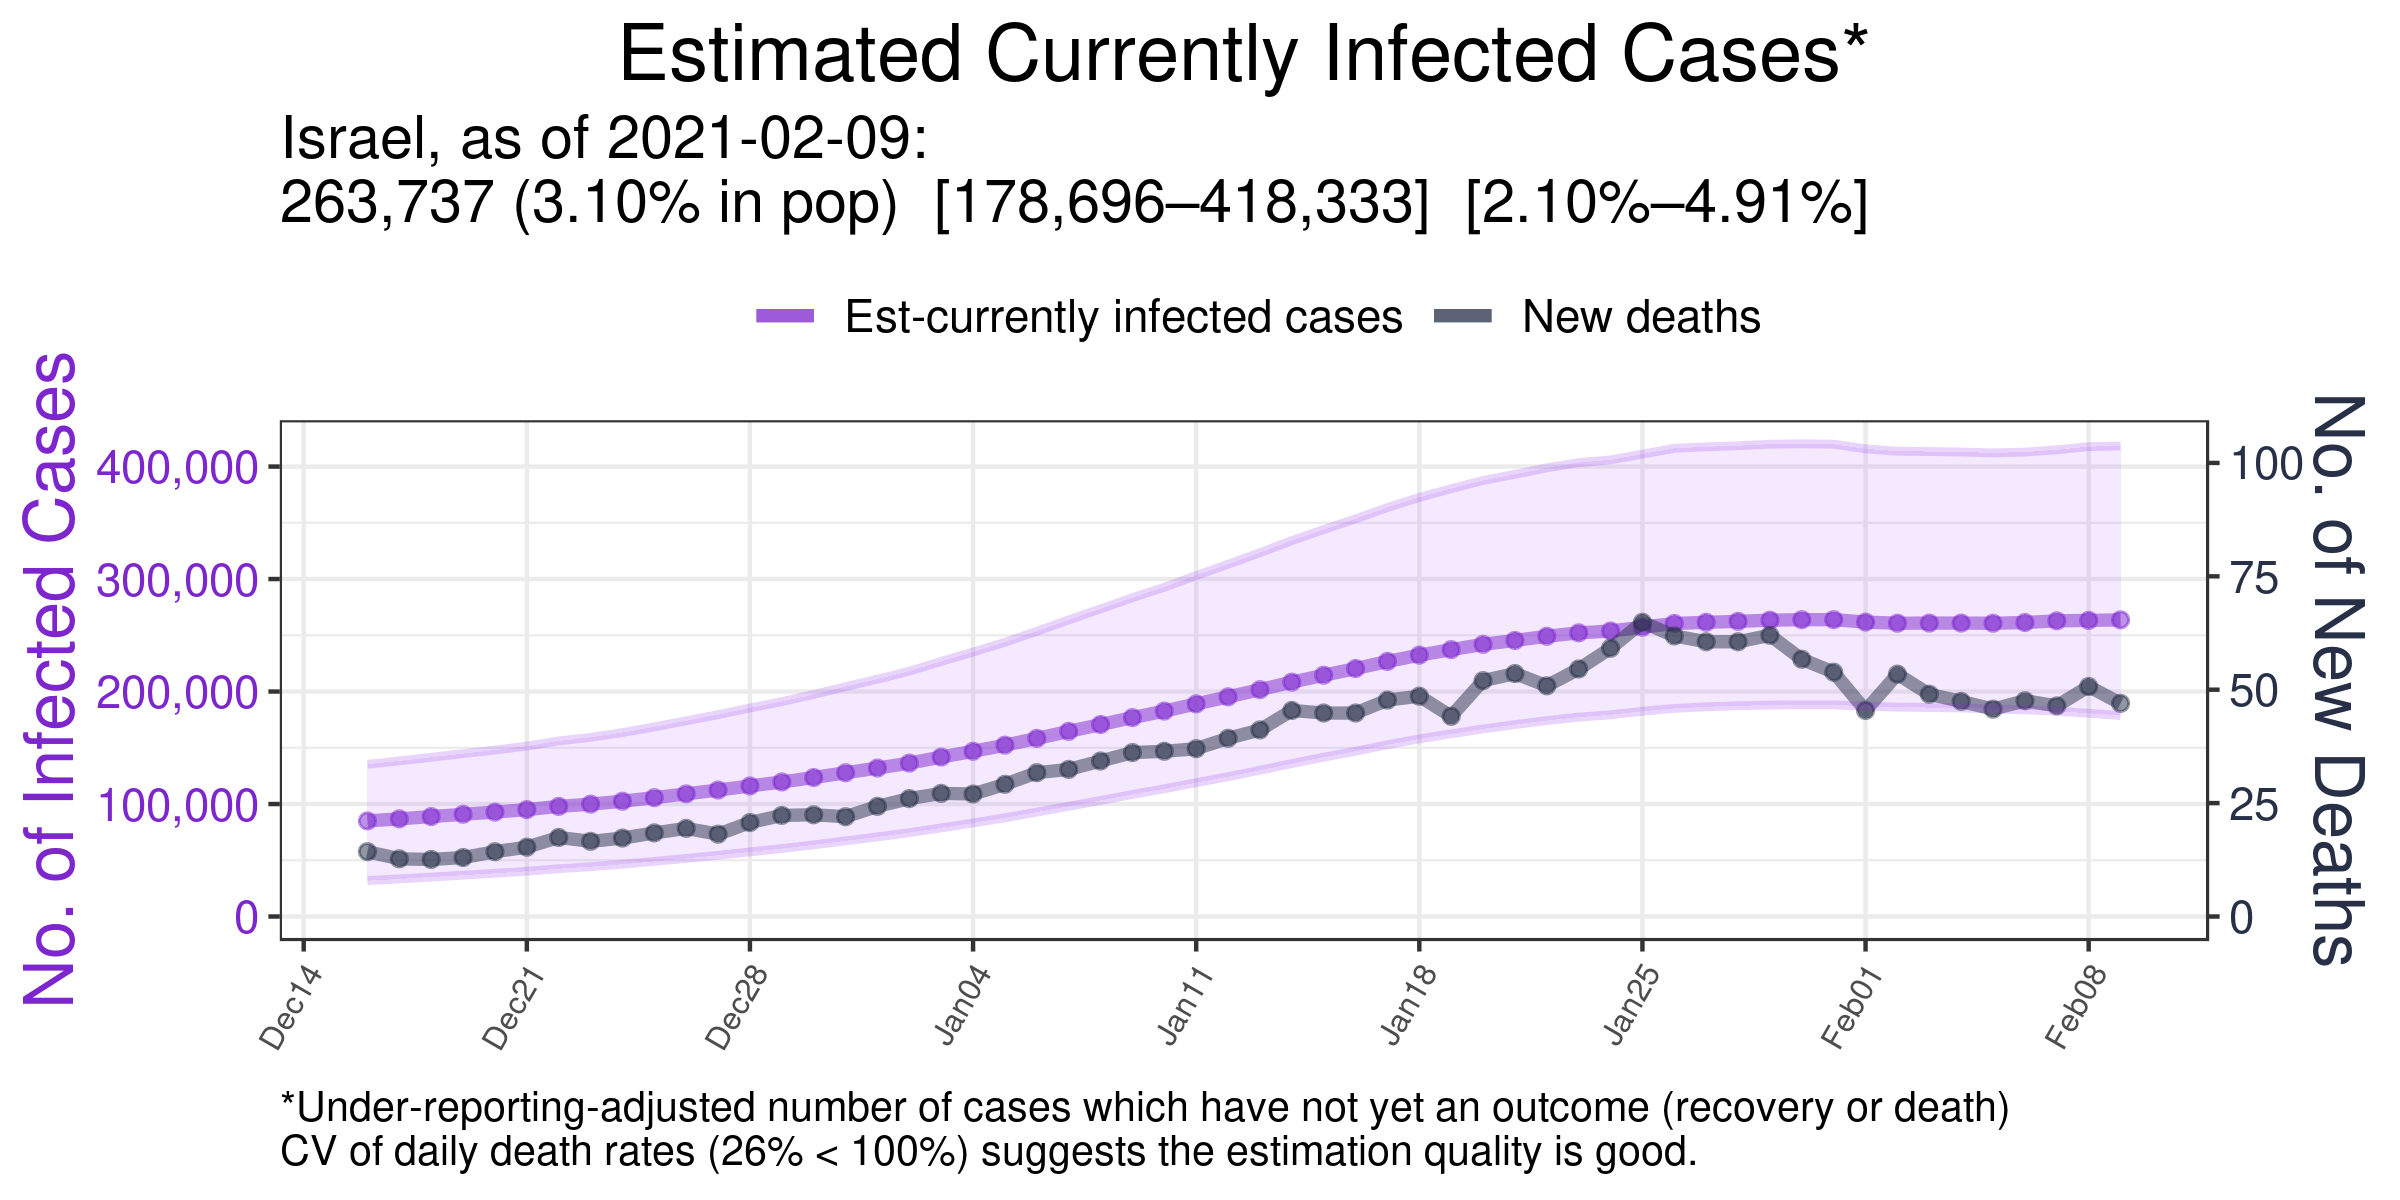 Estimated Currently Infected Cases*
Israel, as of 2021-02-09:
263,737 (3.10% in pop) [178,696–418,333] [2.10%–4.91%]
Est-currently infected cases
New deaths
No. of Infected Cases
400,000
300,000
200,000
100,000
0
100
75
50
25
0
No. of New Deaths
Dec14
Dec21
Dec28
Jan04
Jan11
Jan18
Jan25
Feb01
Feb08
*Under-reporting-adjusted number of cases which have not yet an outcome (recovery or death)
CV of daily death rates (26% < 100%) suggests the estimation quality is good.